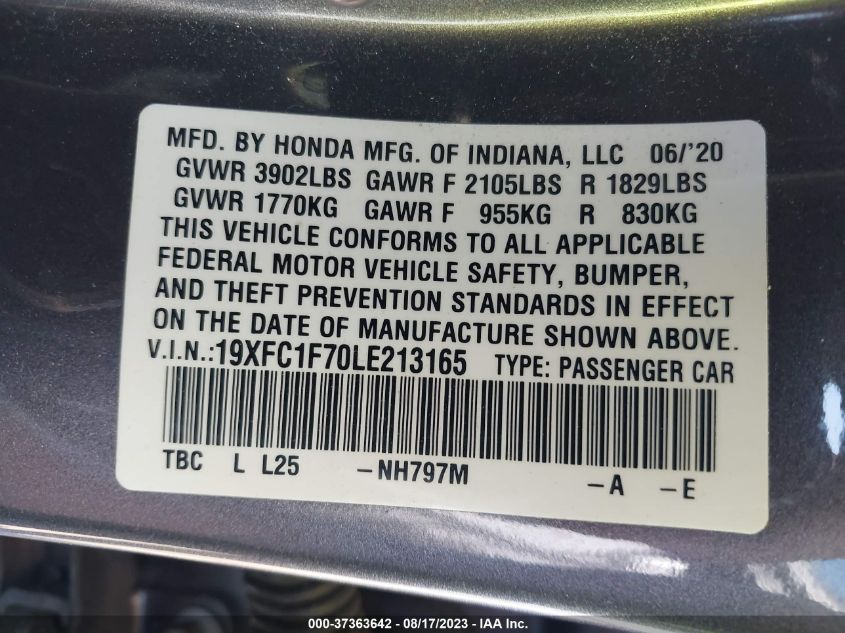 MFD. BY HONDA MFG. OF INDIANA, LLC 06/'20
GVWR 3902LBS GAWR F 2105LBS R 1829LBS
GVWR 1770KG GAWR F 955KG R 830KG
THIS VEHICLE CONFORMS TO ALL APPLICABLE
FEDERAL MOTOR VEHICLE SAFETY, BUMPER,
AND THEFT PREVENTION STANDARDS IN EFFECT
ON THE DATE OF MANUFACTURE SHOWN ABOVE.
V.I.N.:19XFC1F70LE213165 TYPE: PASSENGER CAR
TBC L L25 -NH797M -A -E
000-37363642 - 08/17/2023 - IAA Inc.